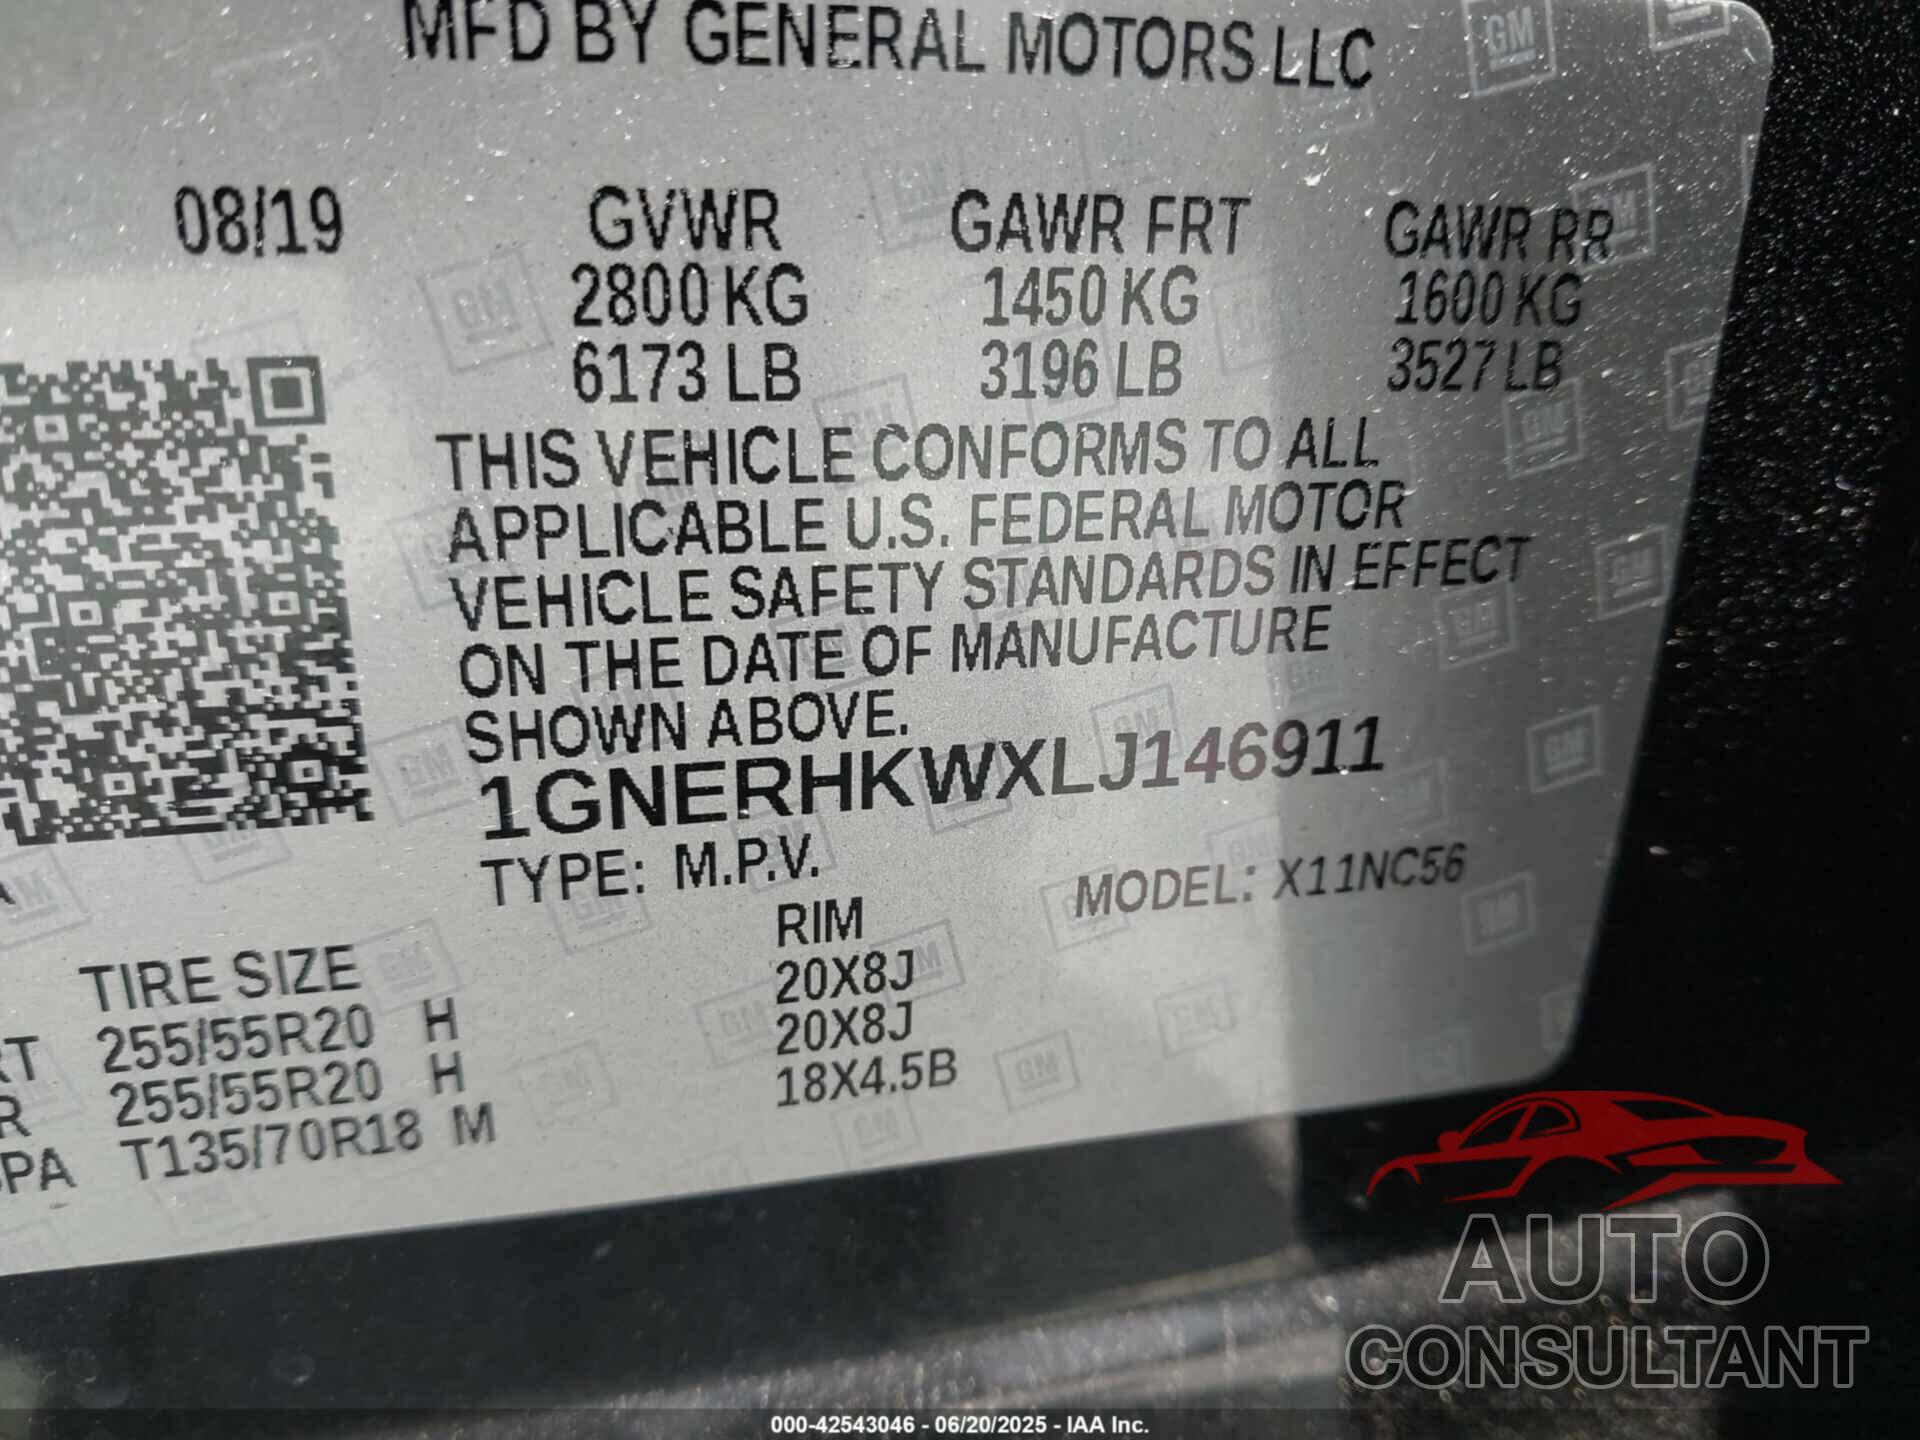 MFD BY GENERAL MOTORS LLC
08/19 GVWR GAWR FRT GAWR RR
2800 KG 1450 KG 1600 KG
6173 LB 3196 LB 3527 LB
THIS VEHICLE CONFORMS TO ALL
APPLICABLE U.S. FEDERAL MOTOR
VEHICLE SAFETY STANDARDS IN EFFECT
ON THE DATE OF MANUFACTURE
SHOWN ABOVE.
1GNERHKWXLJ146911
TYPE: M.P.V. MODEL: X11NC56
TIRE SIZE RIM
RT 255/55R20 H 20X8J
R 255/55R20 H 20X8J
SPA T135/70R18 M 18X4.5B
AUTO
CONSULTANT
000-42543046 - 06/20/2025 - IAA Inc.